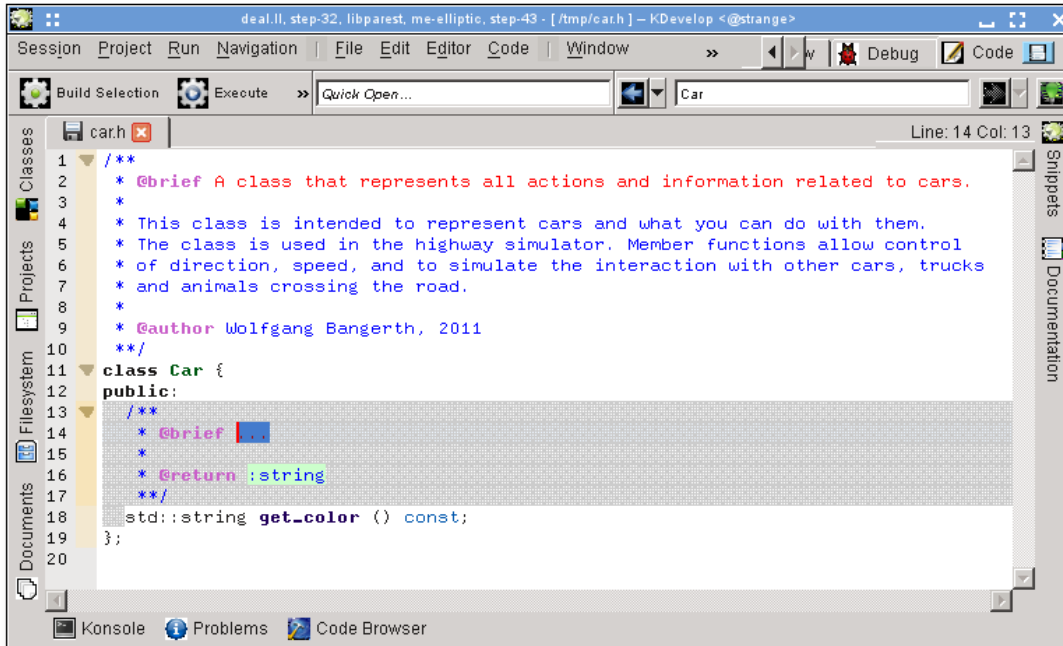 deal.II, step-32, libparest, me-elliptic, step-43 - [ /tmp/car.h ] – KDevelop <@strange>
Session Project Run Navigation File Edit Editor Code Window » w Debug Code
Build Selection Execute » Quick Open... Car
car.h Line: 14 Col: 13
Classes
Projects
Filesystem
Documents
1 /**
2 * @brief A class that represents all actions and information related to cars.
3 *
4 * This class is intended to represent cars and what you can do with them.
5 * The class is used in the highway simulator. Member functions allow control
6 * of direction, speed, and to simulate the interaction with other cars, trucks
7 * and animals crossing the road.
8 *
9 * @author Wolfgang Bangerth, 2011
10 **/
11 class Car {
12 public:
13 /**
14 * @brief ...
15 *
16 * @return :string
17 **/
18 std::string get_color () const;
19 };
20
Snippets
Documentation
Konsole Problems Code Browser